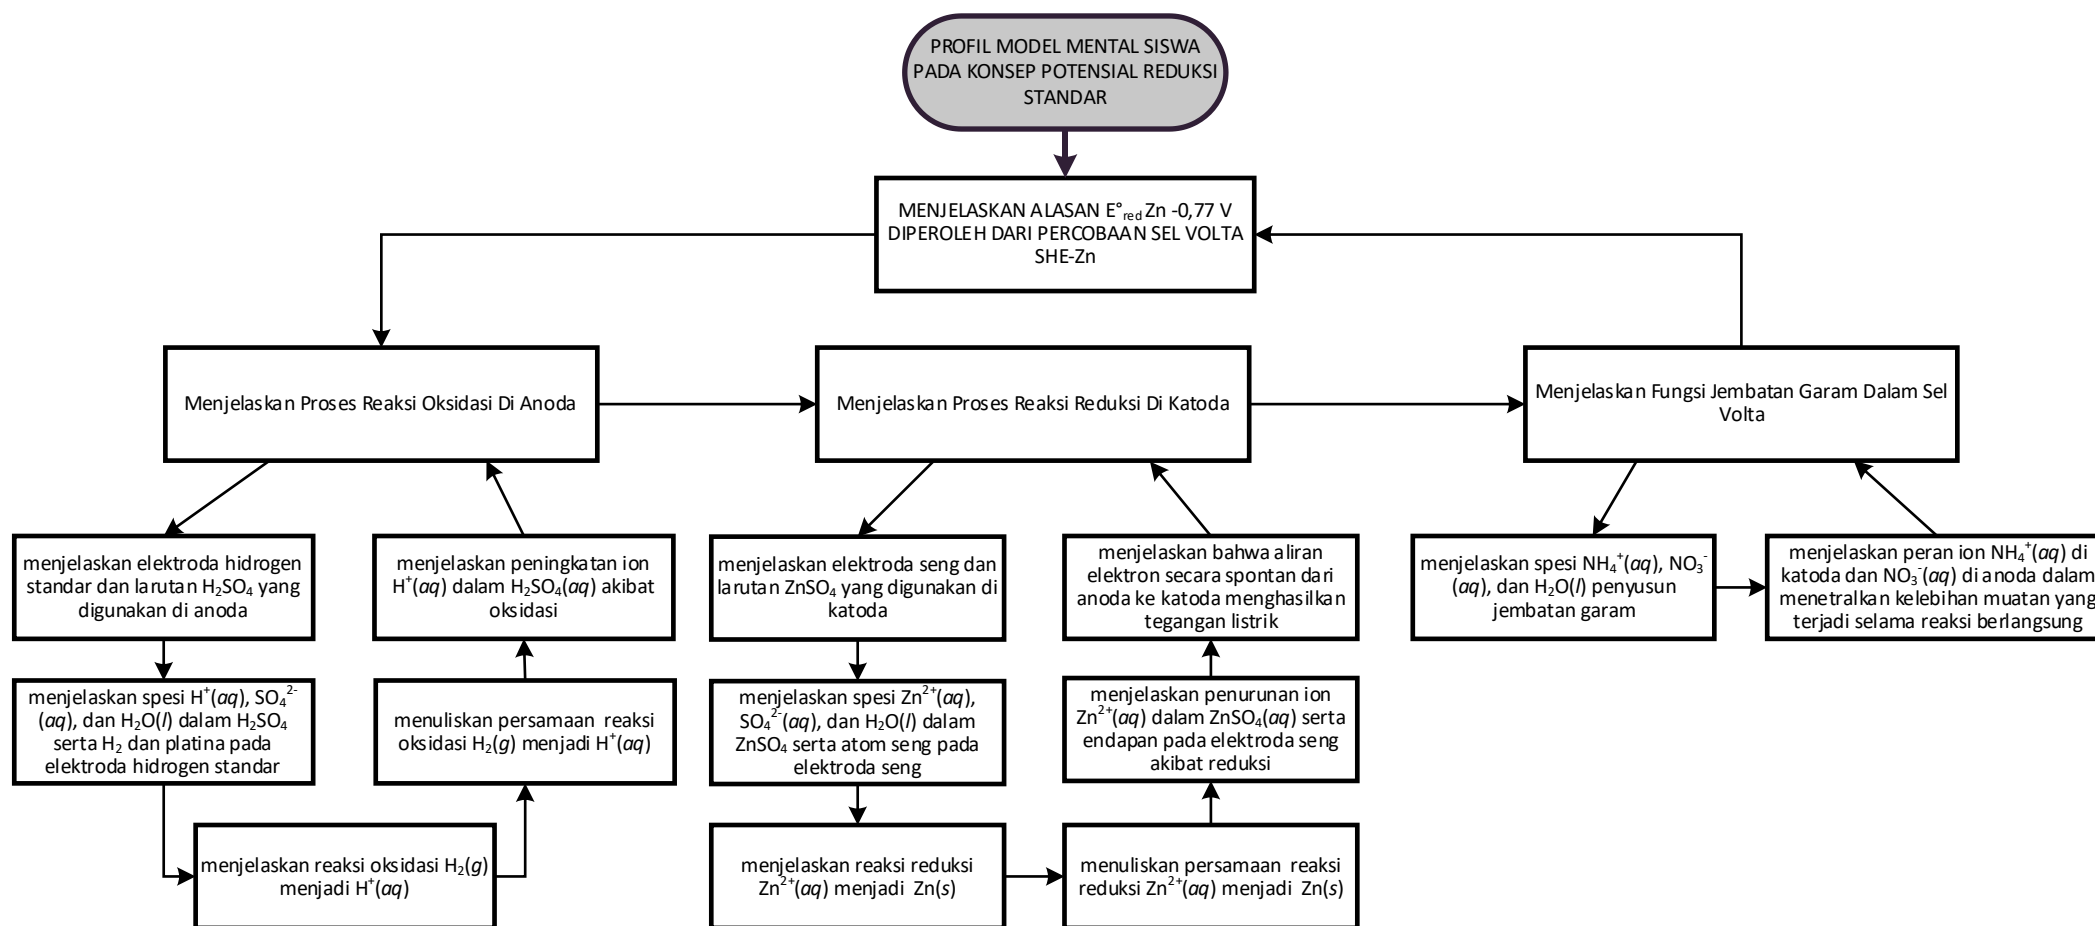 PROFIL MODEL MENTAL SISWA
PADA KONSEP POTENSIAL REDUKSI
STANDAR
MENJELASKAN ALASAN E°red Zn -0,77 V
DIPEROLEH DARI PERCOBAAN SEL VOLTA
SHE-Zn
Menjelaskan Proses Reaksi Oksidasi Di Anoda
Menjelaskan Proses Reaksi Reduksi Di Katoda
Menjelaskan Fungsi Jembatan Garam Dalam Sel
Volta
menjelaskan elektroda hidrogen
standar dan larutan H₂SO₄ yang
digunakan di anoda
menjelaskan peningkatan ion
H⁺(aq) dalam H₂SO₄(aq) akibat
oksidasi
menjelaskan elektroda seng dan
larutan ZnSO₄ yang digunakan di
katoda
menjelaskan bahwa aliran
elektron secara spontan dari
anoda ke katoda menghasilkan
tegangan listrik
menjelaskan spesi NH₄⁺(aq), NO₃⁻
(aq), dan H₂O(l) penyusun
jembatan garam
menjelaskan peran ion NH₄⁺(aq) di
katoda dan NO₃⁻(aq) di anoda dalam
menetralkan kelebihan muatan yang
terjadi selama reaksi berlangsung
menjelaskan spesi H⁺(aq), SO₄²⁻
(aq), dan H₂O(l) dalam H₂SO₄
serta H₂ dan platina pada
elektroda hidrogen standar
menuliskan persamaan reaksi
oksidasi H₂(g) menjadi H⁺(aq)
menjelaskan spesi Zn²⁺(aq),
SO₄²⁻(aq), dan H₂O(l) dalam
ZnSO₄ serta atom seng pada
elektroda seng
menjelaskan penurunan ion
Zn²⁺(aq) dalam ZnSO₄(aq) serta
endapan pada elektroda seng
akibat reduksi
menjelaskan reaksi oksidasi H₂(g)
menjadi H⁺(aq)
menjelaskan reaksi reduksi
Zn²⁺(aq) menjadi Zn(s)
menuliskan persamaan reaksi
reduksi Zn²⁺(aq) menjadi Zn(s)